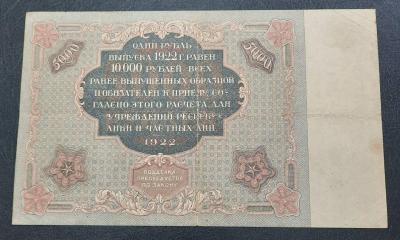 ОДИН РУБЛЬ
5000 ВЫПУСКА 1922 Г. РАВЕН 5000
10.000 РУБЛЕЙ ВСЕХ
РАНЕЕ ВЫПУЩЕННЫХ ОБРАЗЦОВ
И ОБЯЗАТЕЛЕН К ПРИЕМУ, СО-
ГЛАСНО ЭТОГО РАСЧЕТА, ДЛЯ
УЧРЕЖДЕНИЙ РЕСПУБ-
ЛИКИ И ЧАСТНЫХ ЛИЦ
1922
ПОДДЕЛКА
ПРЕСЛЕДУЕТСЯ
ПО ЗАКОНУ